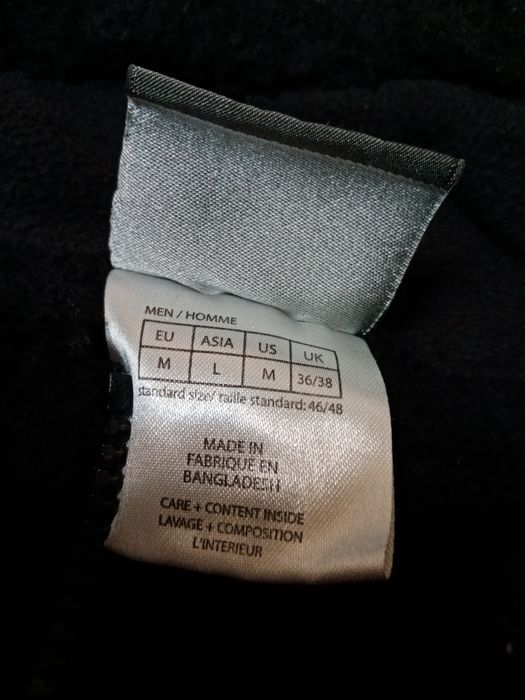 MEN / HOMME
EU ASIA US UK
M L M 36/38
standard size/ taille standard: 46/48
MADE IN
FABRIQUE EN
BANGLADESH
CARE + CONTENT INSIDE
LAVAGE + COMPOSITION
L'INTERIEUR